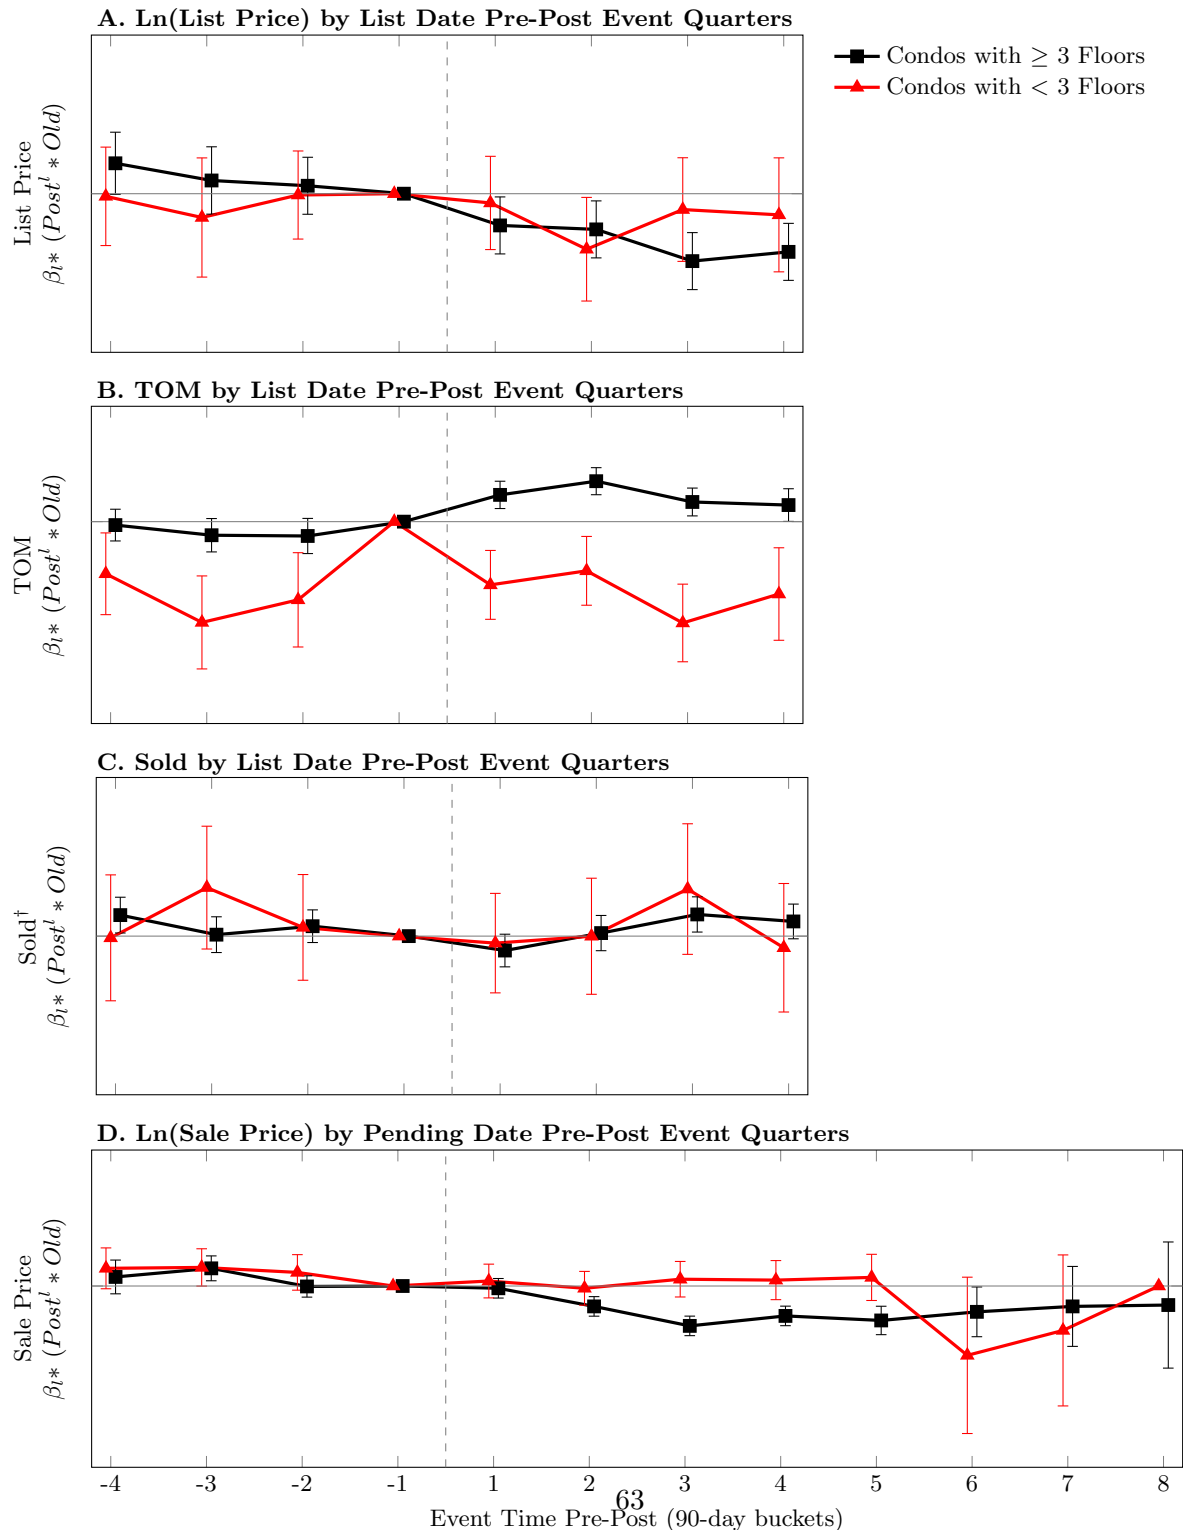 A. Ln(List Price) by List Date Pre-Post Event Quarters
Condos with ≥ 3 Floors
Condos with < 3 Floors
List Price
βₗ∗ (Postˡ ∗ Old)
B. TOM by List Date Pre-Post Event Quarters
TOM
βₗ∗ (Postˡ ∗ Old)
C. Sold by List Date Pre-Post Event Quarters
Sold†
βₗ∗ (Postˡ ∗ Old)
D. Ln(Sale Price) by Pending Date Pre-Post Event Quarters
Sale Price
βₗ∗ (Postˡ ∗ Old)
-4 -3 -2 -1 1 2 3 4 5 6 7 8
63
Event Time Pre-Post (90-day buckets)